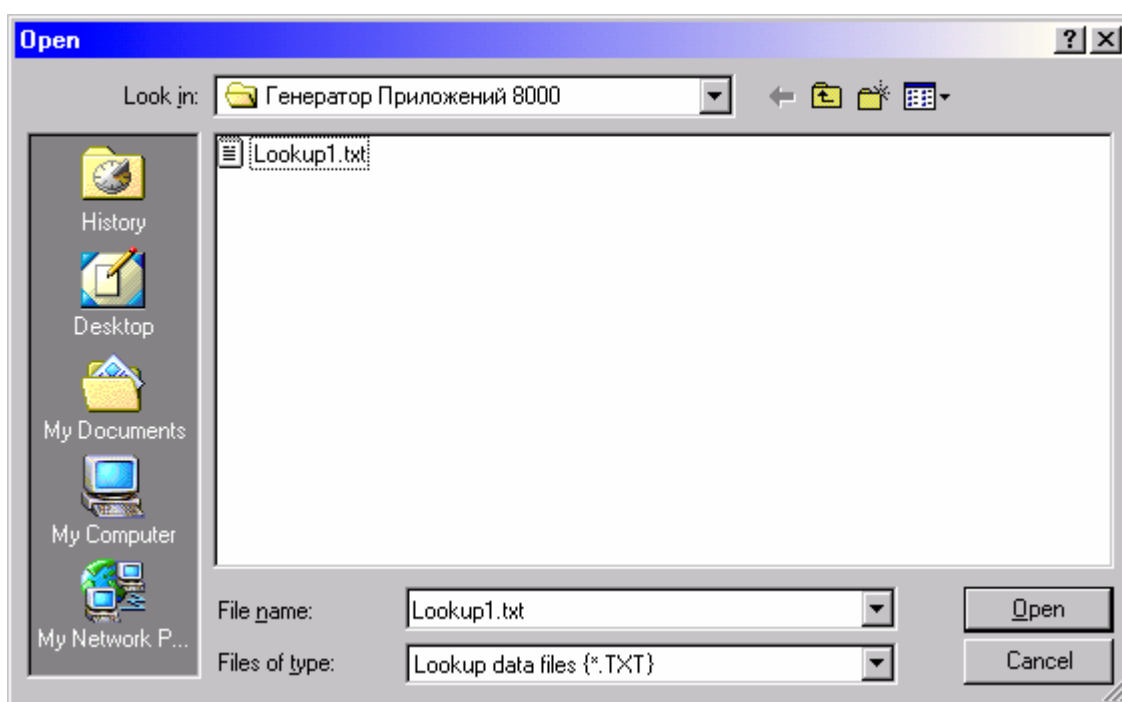 Open
Look in: Генератор Приложений 8000
Lookup1.txt
History
Desktop
My Documents
My Computer
My Network P...
File name: Lookup1.txt Open
Files of type: Lookup data files {*.TXT} Cancel